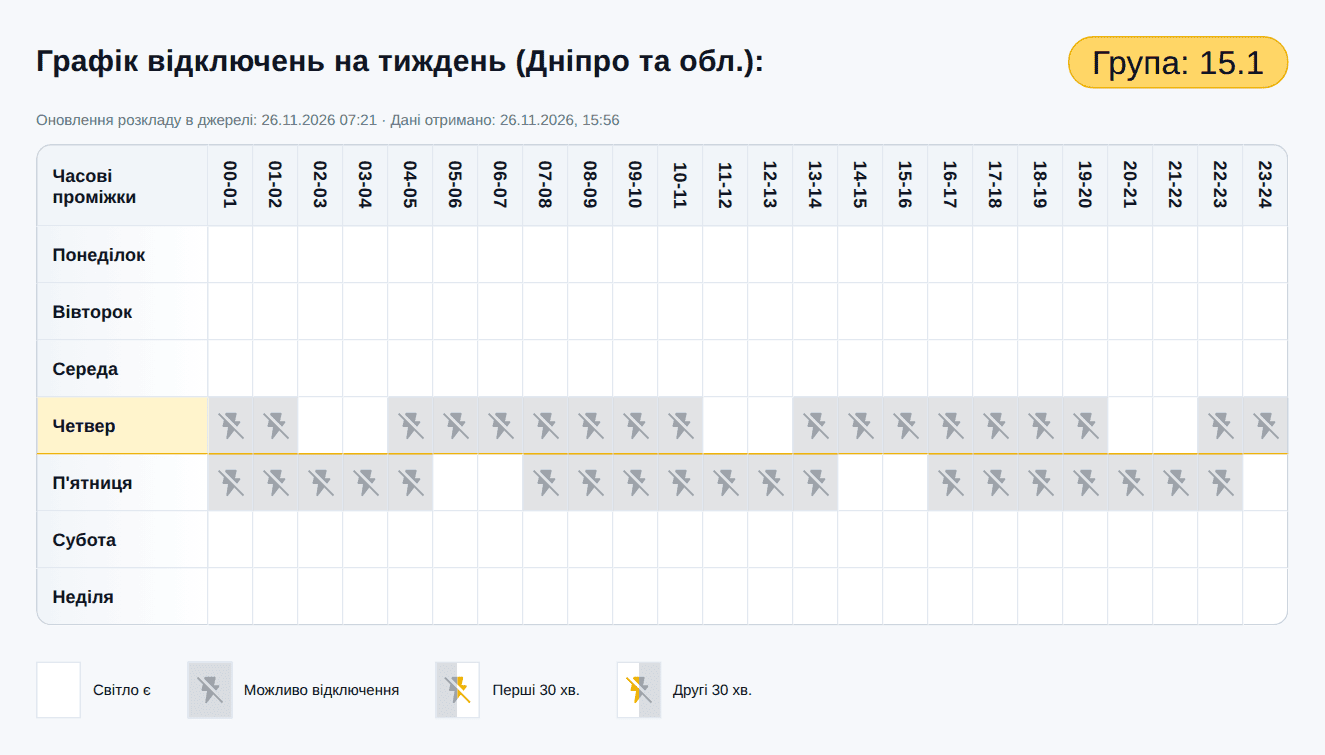 Графік відключень на тиждень (Дніпро та обл.):
Група: 15.1
Оновлення розкладу в джерелі: 26.11.2026 07:21 · Дані отримано: 26.11.2026, 15:56
Часові
проміжки
00-01 01-02 02-03 03-04 04-05 05-06 06-07 07-08 08-09 09-10 10-11 11-12 12-13 13-14 14-15 15-16 16-17 17-18 18-19 19-20 20-21 21-22 22-23 23-24
Понеділок
Вівторок
Середа
Четвер
П'ятниця
Субота
Неділя
Світло є
Можливо відключення
Перші 30 хв.
Другі 30 хв.